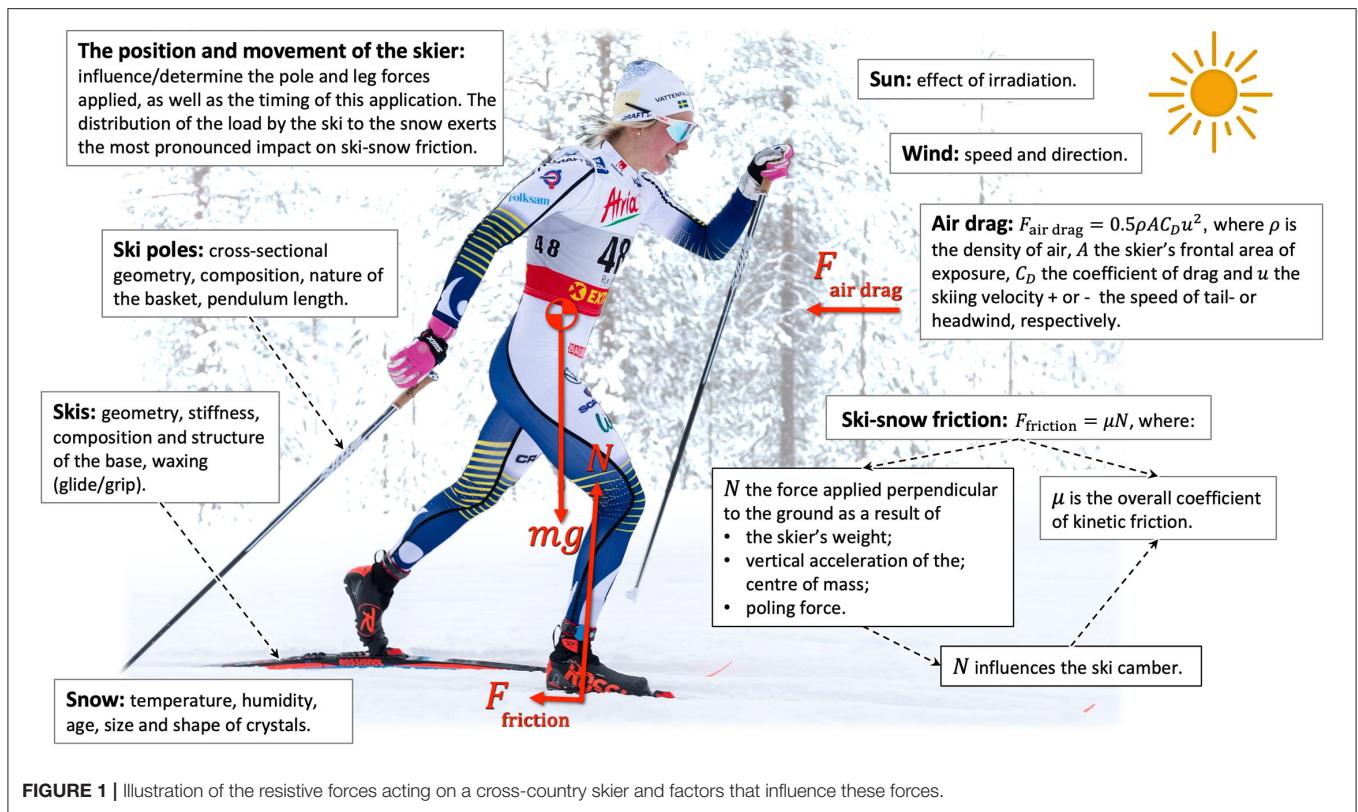 The position and movement of the skier:
influence/determine the pole and leg forces
applied, as well as the timing of this application. The
distribution of the load by the ski to the snow exerts
the most pronounced impact on ski-snow friction.
Sun: effect of irradiation.
Wind: speed and direction.
Air drag: F_air drag = 0.5ρAC_Du², where ρ is
the density of air, A the skier’s frontal area of
exposure, C_D the coefficient of drag and u the
skiing velocity + or - the speed of tail- or
headwind, respectively.
F
air drag
Ski poles: cross-sectional
geometry, composition, nature of
the basket, pendulum length.
Skis: geometry, stiffness,
composition and structure
of the base, waxing
(glide/grip).
Ski-snow friction: F_friction = μN, where:
N the force applied perpendicular
to the ground as a result of
• the skier’s weight;
• vertical acceleration of the;
centre of mass;
• poling force.
μ is the overall coefficient
of kinetic friction.
N influences the ski camber.
Snow: temperature, humidity,
age, size and shape of crystals.
VATTENFALL
Folksam
Atria
48
48
EXTR
N
mg
R
ROSSIGNOL
ROSSI
F
friction
FIGURE 1 | Illustration of the resistive forces acting on a cross-country skier and factors that influence these forces.